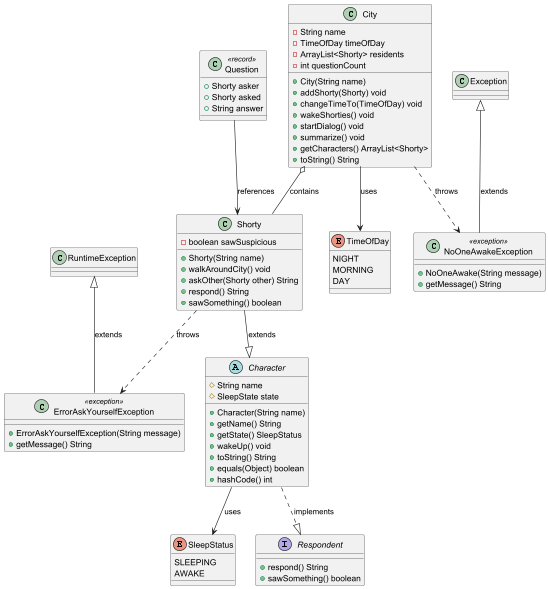 C City
String name
TimeOfDay timeOfDay
ArrayList<Shorty> residents
int questionCount
City(String name)
addShorty(Shorty) void
changeTimeTo(TimeOfDay) void
wakeShorties() void
startDialog() void
summarize() void
getCharacters() ArrayList<Shorty>
toString() String
«record»
C Question
Shorty asker
Shorty asked
String answer
C Exception
references
contains
uses
throws
extends
C Shorty
boolean sawSuspicious
Shorty(String name)
walkAroundCity() void
askOther(Shorty other) String
respond() String
sawSomething() boolean
E TimeOfDay
NIGHT
MORNING
DAY
«exception»
C NoOneAwakeException
NoOneAwake(String message)
getMessage() String
C RuntimeException
extends
throws
extends
«exception»
C ErrorAskYourselfException
ErrorAskYourselfException(String message)
getMessage() String
A Character
String name
SleepState state
Character(String name)
getName() String
getState() SleepStatus
wakeUp() void
toString() String
equals(Object) boolean
hashCode() int
uses
implements
E SleepStatus
SLEEPING
AWAKE
I Respondent
respond() String
sawSomething() boolean